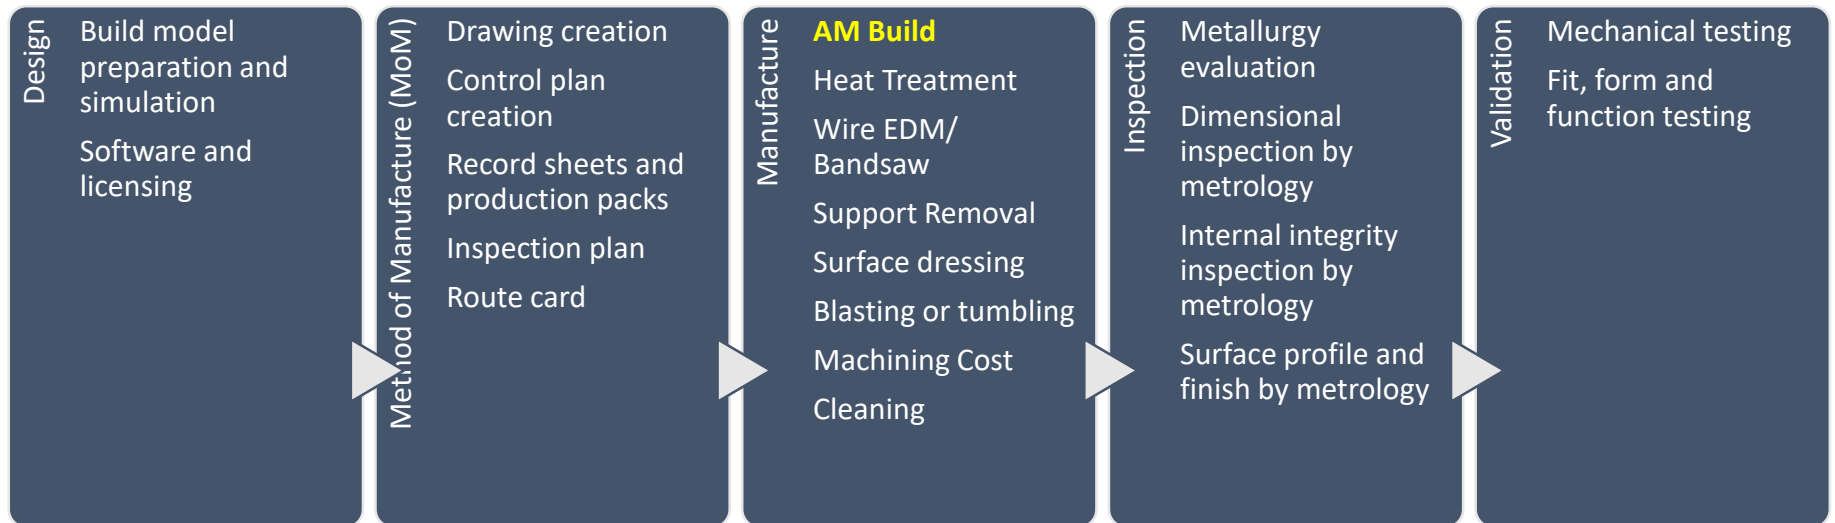 Design
Build model
preparation and
simulation
Software and
licensing
Method of Manufacture (MoM)
Drawing creation
Control plan
creation
Record sheets and
production packs
Inspection plan
Route card
Manufacture
AM Build
Heat Treatment
Wire EDM/
Bandsaw
Support Removal
Surface dressing
Blasting or tumbling
Machining Cost
Cleaning
Inspection
Metallurgy
evaluation
Dimensional
inspection by
metrology
Internal integrity
inspection by
metrology
Surface profile and
finish by metrology
Validation
Mechanical testing
Fit, form and
function testing